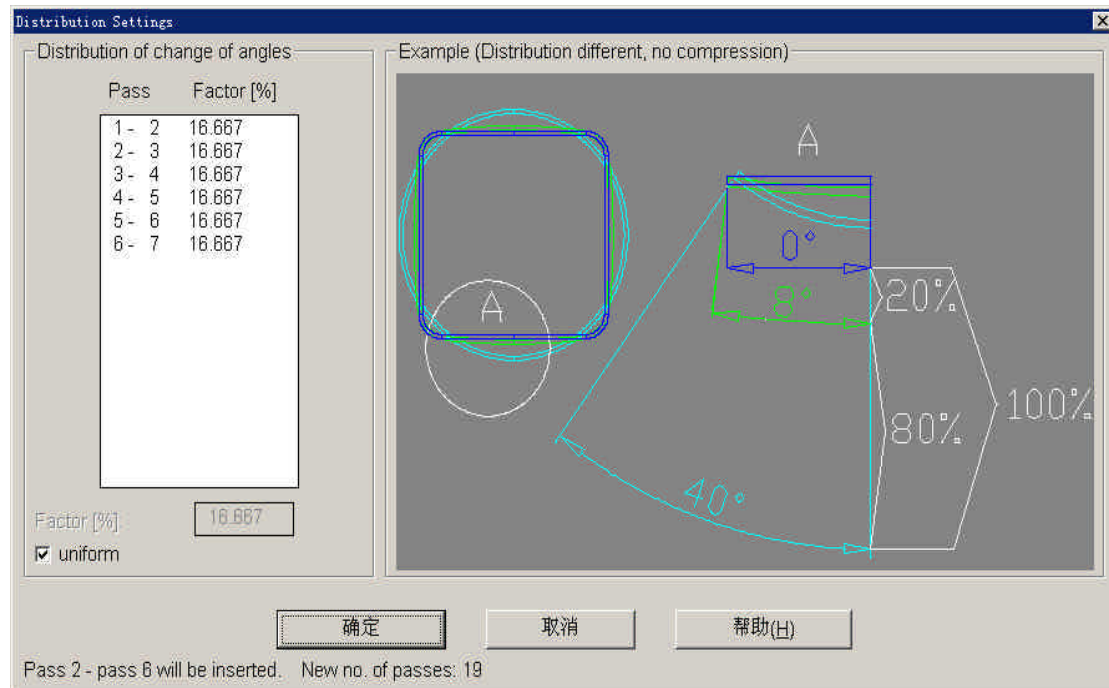 Distribution Settings
Distribution of change of angles
Pass Factor [%]
1 - 2 16.667
2 - 3 16.667
3 - 4 16.667
4 - 5 16.667
5 - 6 16.667
6 - 7 16.667
Factor [%]: 16.667
uniform
Example (Distribution different, no compression)
A
A
0°
8°
20%
100%
80%
40°
确定
取消
帮助(H)
Pass 2 - pass 6 will be inserted. New no. of passes: 19